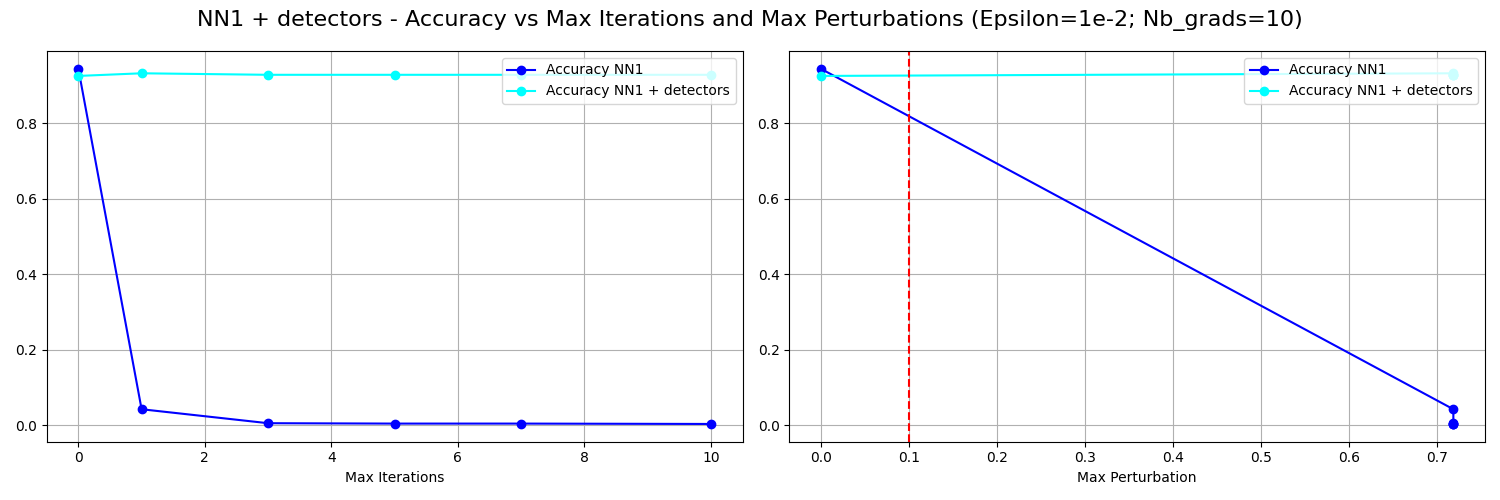 NN1 + detectors - Accuracy vs Max Iterations and Max Perturbations (Epsilon=1e-2; Nb_grads=10)
Accuracy NN1
Accuracy NN1 + detectors
0.8
0.6
0.4
0.2
0.0
0 2 4 6 8 10
Max Iterations
Accuracy NN1
Accuracy NN1 + detectors
0.8
0.6
0.4
0.2
0.0
0.0 0.1 0.2 0.3 0.4 0.5 0.6 0.7
Max Perturbation